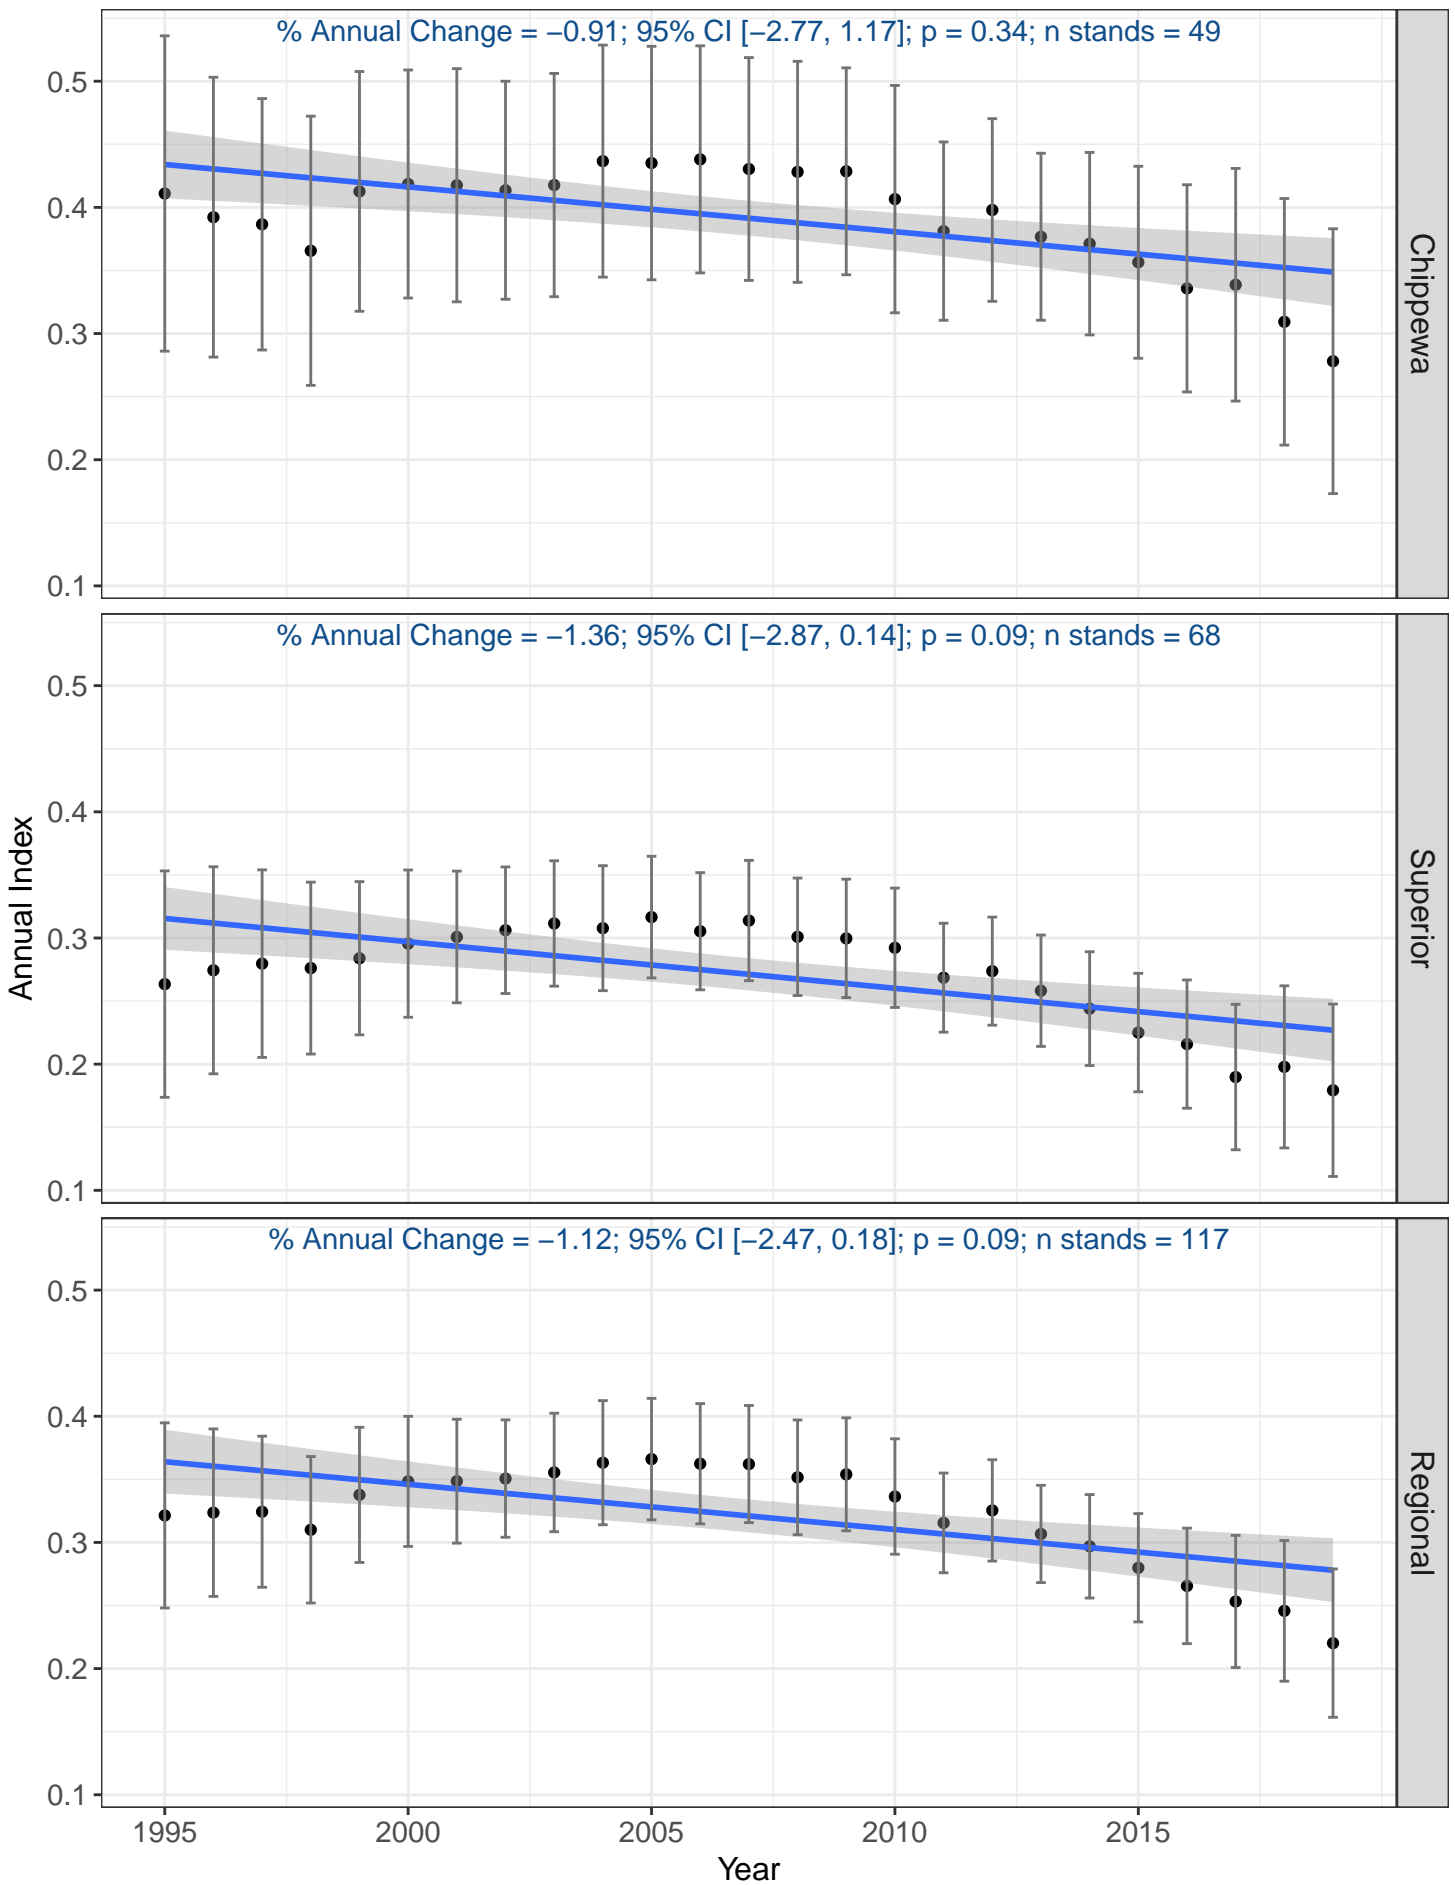 % Annual Change = −0.91; 95% CI [−2.77, 1.17]; p = 0.34; n stands = 49
0.5
0.4
0.3
0.2
0.1
Chippewa
% Annual Change = −1.36; 95% CI [−2.87, 0.14]; p = 0.09; n stands = 68
0.5
0.4
0.3
0.2
0.1
Superior
Annual Index
% Annual Change = −1.12; 95% CI [−2.47, 0.18]; p = 0.09; n stands = 117
0.5
0.4
0.3
0.2
0.1
Regional
1995 2000 2005 2010 2015
Year